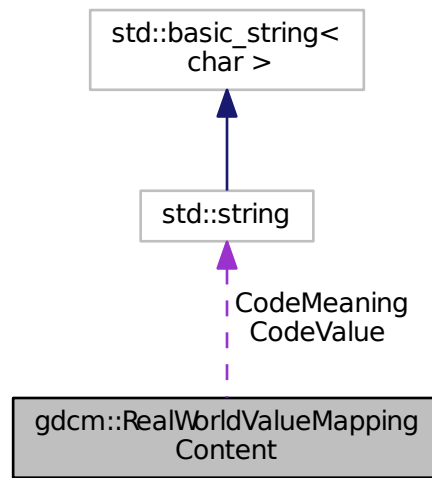 std::basic_string<
char >
std::string
CodeMeaning
CodeValue
gdcm::RealWorldValueMapping
Content